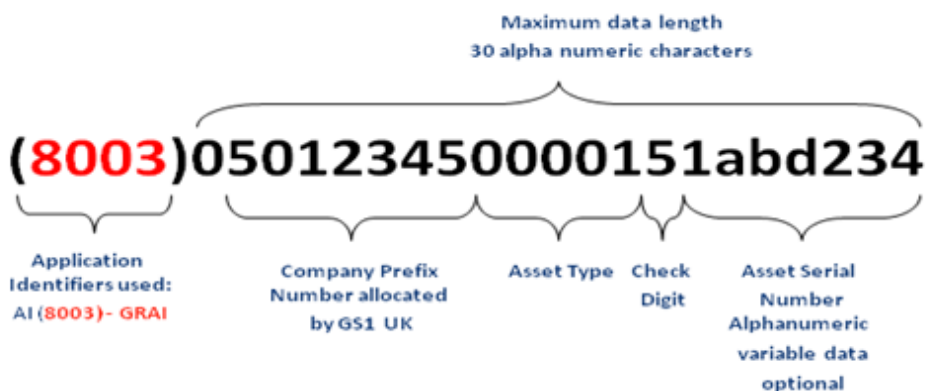 Maximum data length
30 alpha numeric characters
(8003)050123450000151abd234
Application
Identifiers used:
AI (8003) - GRAI
Company Prefix
Number allocated
by GS1 UK
Asset Type
Check
Digit
Asset Serial
Number
Alphanumeric
variable data
optional